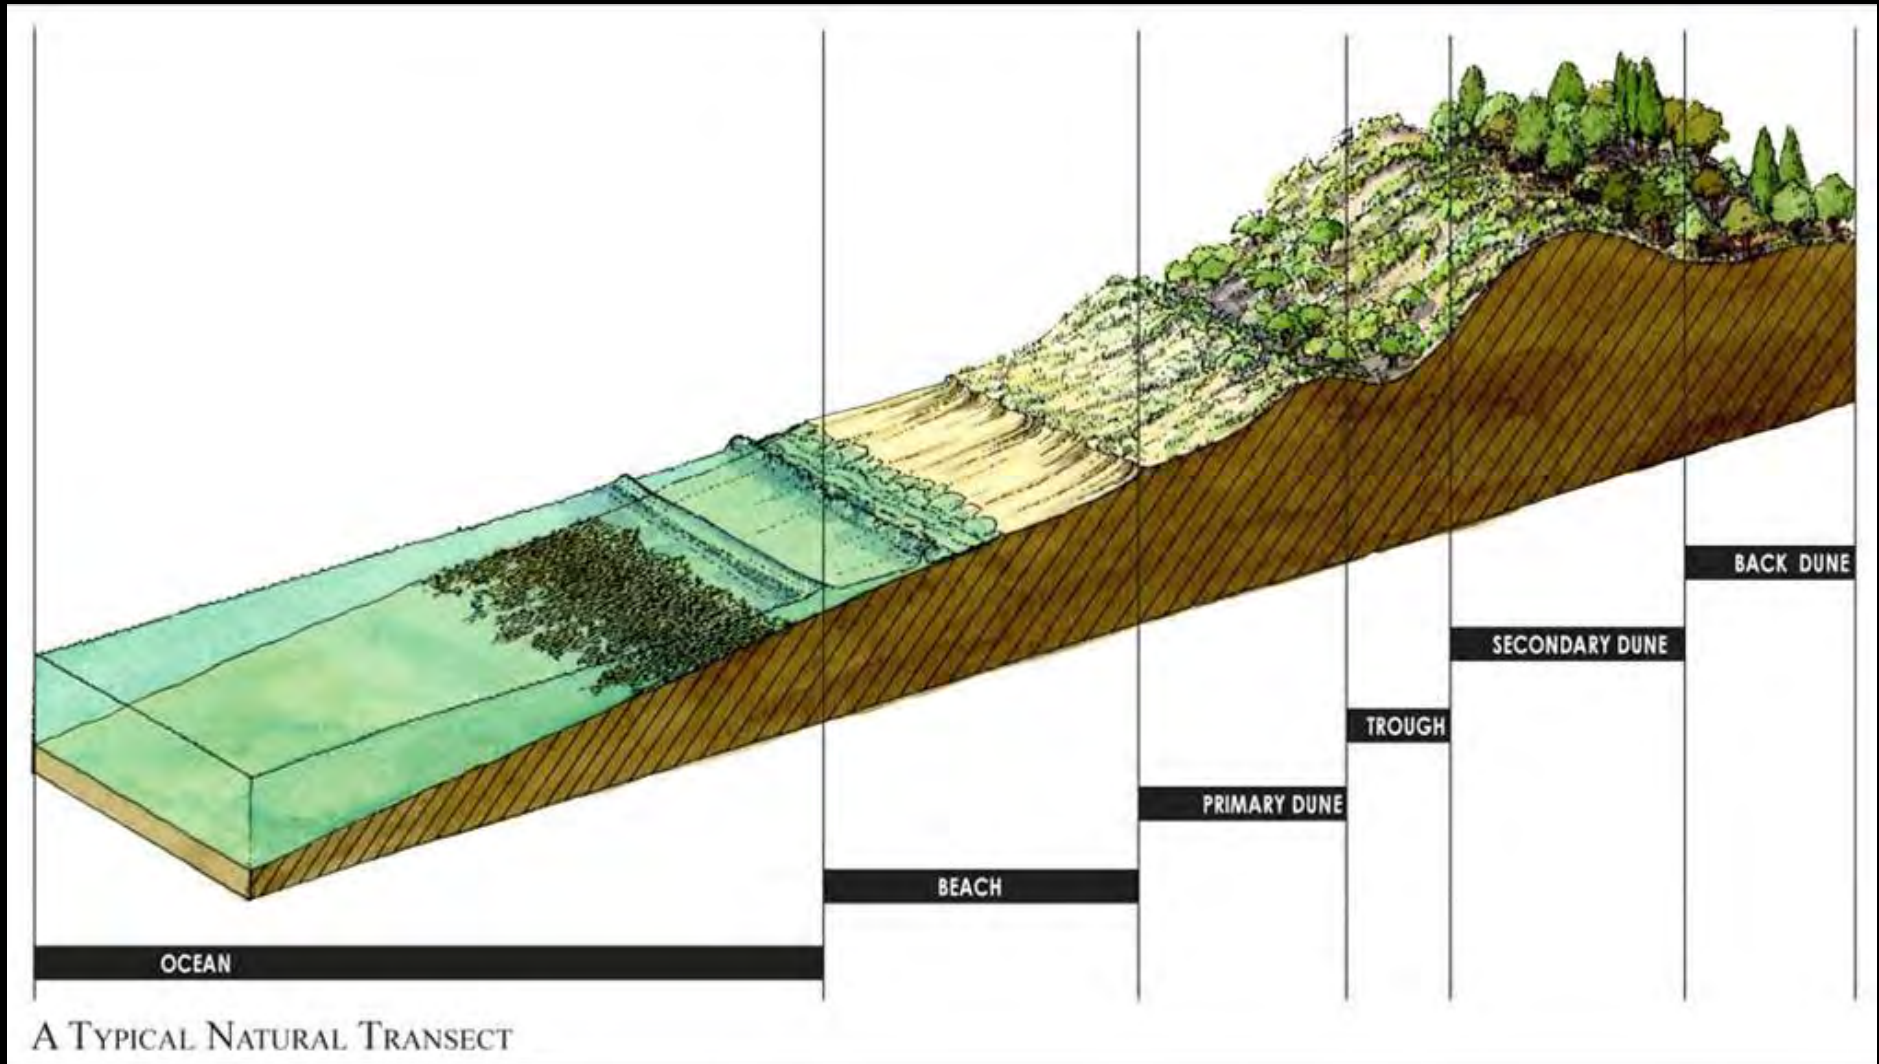 BACK DUNE
SECONDARY DUNE
TROUGH
PRIMARY DUNE
BEACH
OCEAN
A TYPICAL NATURAL TRANSECT